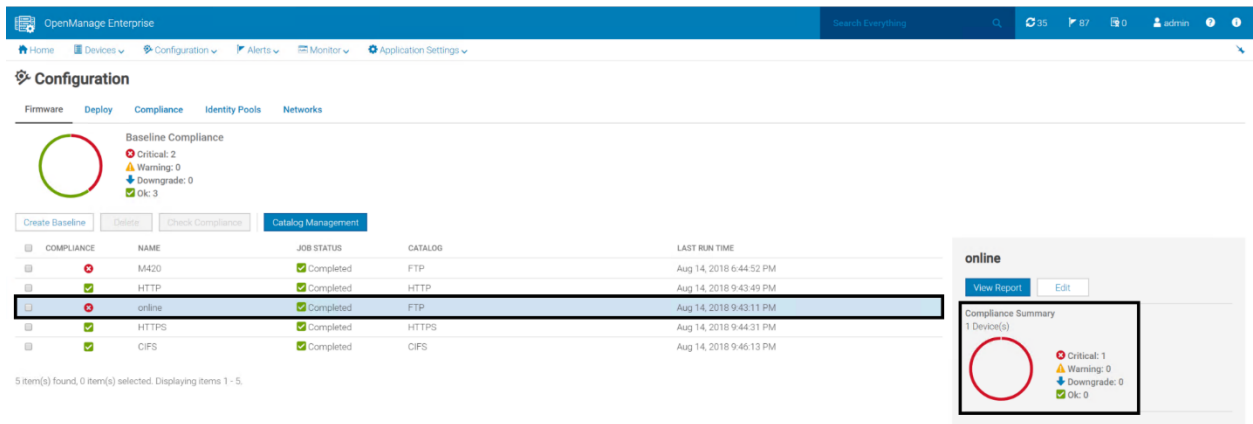 OpenManage Enterprise Search Everything 35 87 0 admin
Home Devices Configuration Alerts Monitor Application Settings
Configuration
Firmware Deploy Compliance Identity Pools Networks
Baseline Compliance
Critical: 2
Warning: 0
Downgrade: 0
Ok: 3
Create Baseline Delete Check Compliance Catalog Management
COMPLIANCE NAME JOB STATUS CATALOG LAST RUN TIME
M420 Completed FTP Aug 14, 2018 6:44:52 PM
HTTP Completed HTTP Aug 14, 2018 9:43:49 PM
online Completed FTP Aug 14, 2018 9:43:11 PM
HTTPS Completed HTTPS Aug 14, 2018 9:44:31 PM
CIFS Completed CIFS Aug 14, 2018 9:46:13 PM
5 item(s) found, 0 item(s) selected. Displaying items 1 - 5.
online
View Report Edit
Compliance Summary
1 Device(s)
Critical: 1
Warning: 0
Downgrade: 0
Ok: 0